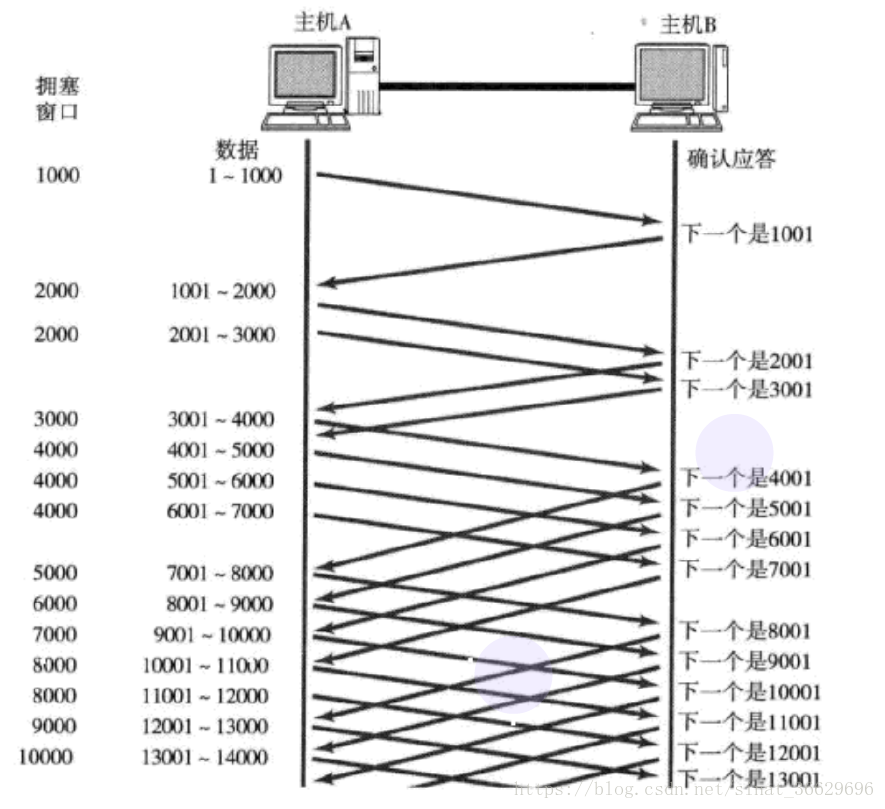 主机A
主机B
拥塞
窗口
数据
确认应答
1000
1~1000
下一个是1001
2000
1001~2000
2000
2001~3000
下一个是2001
下一个是3001
3000
3001~4000
4000
4001~5000
下一个是4001
4000
5001~6000
下一个是5001
4000
6001~7000
下一个是6001
下一个是7001
5000
7001~8000
6000
8001~9000
7000
9001~10000
下一个是8001
8000
10001~11000
下一个是9001
8000
11001~12000
下一个是10001
9000
12001~13000
下一个是11001
10000
13001~14000
下一个是12001
下一个是13001
https://blog.csdn.net/sinat_36629696